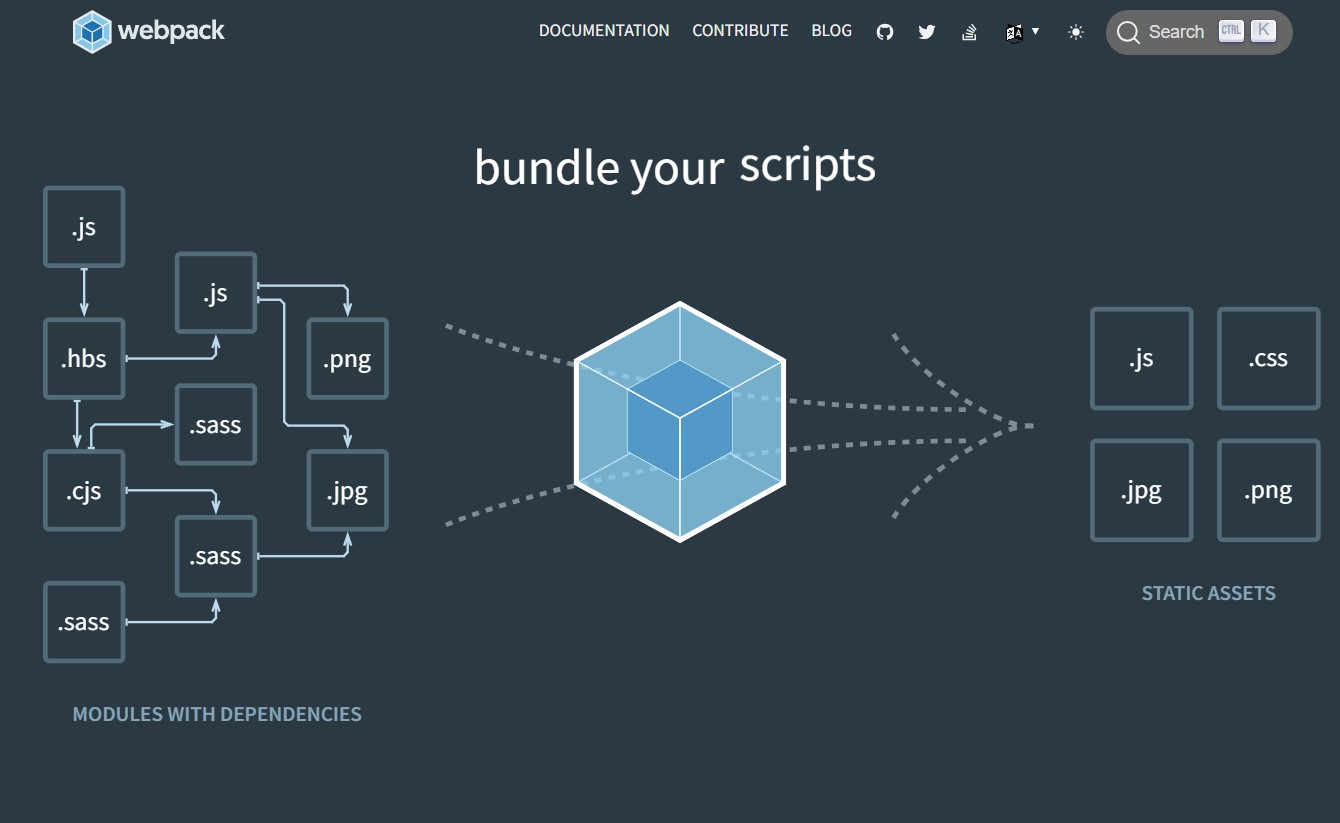 webpack
DOCUMENTATION CONTRIBUTE BLOG
Search CTRL K
bundle your scripts
.js
.js
.hbs
.png
.sass
.cjs
.jpg
.sass
.sass
MODULES WITH DEPENDENCIES
.js .css
.jpg .png
STATIC ASSETS